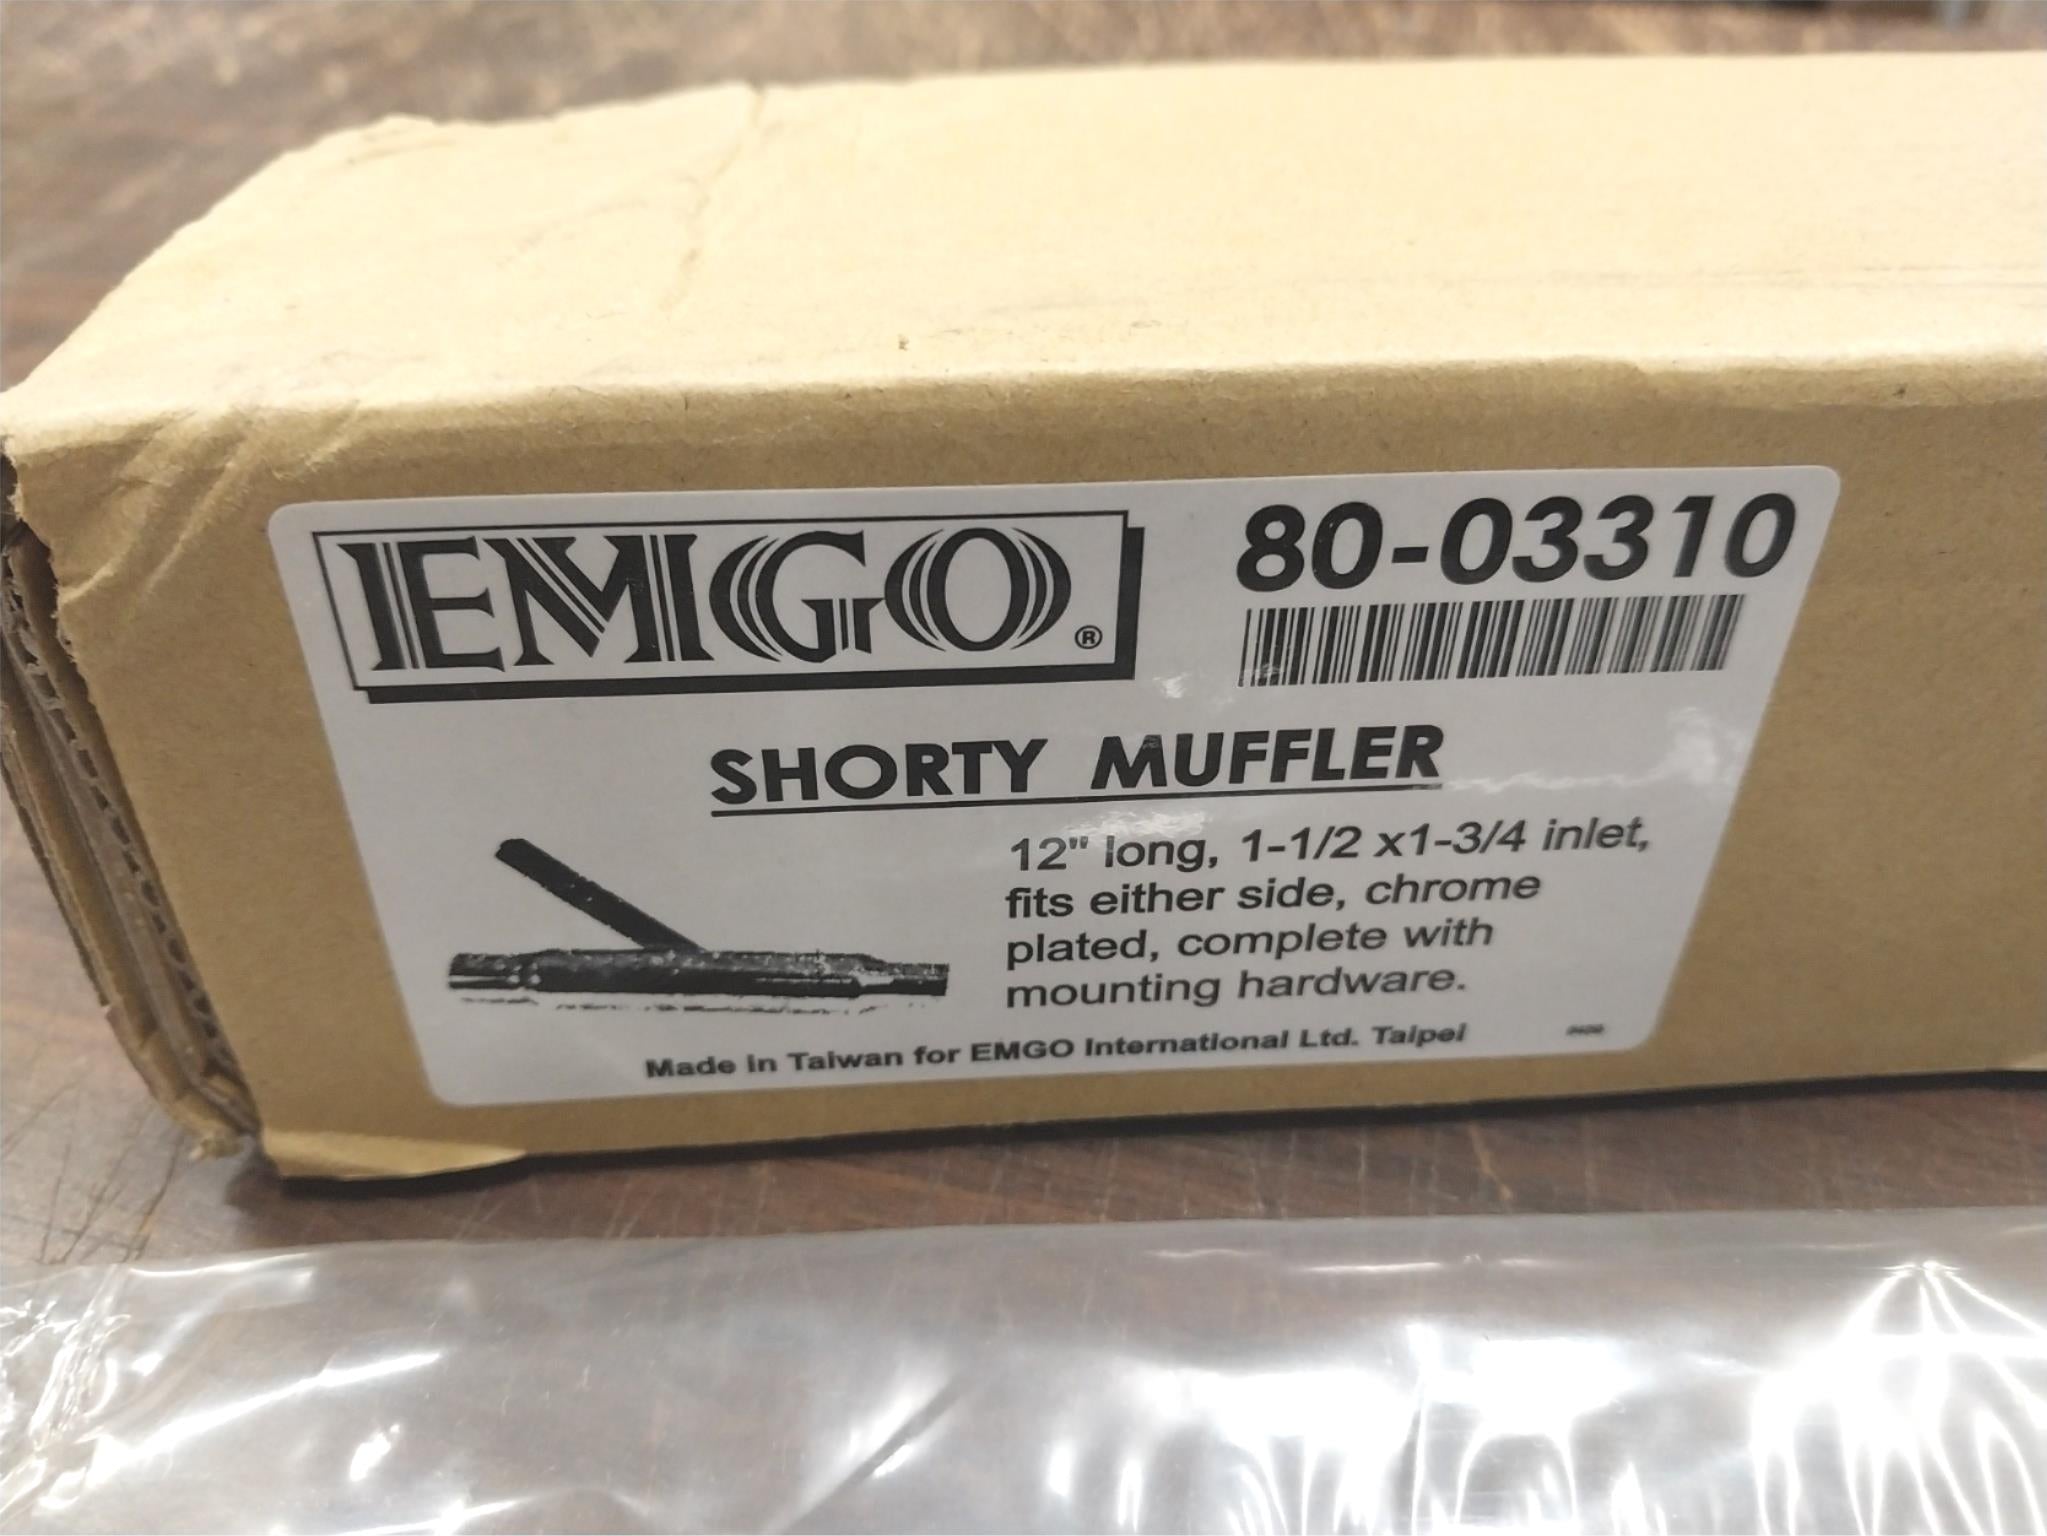 EMGO®
80-03310
SHORTY MUFFLER
12" long, 1-1/2 x1-3/4 inlet,
fits either side, chrome
plated, complete with
mounting hardware.
Made in Taiwan for EMGO International Ltd. Taipei